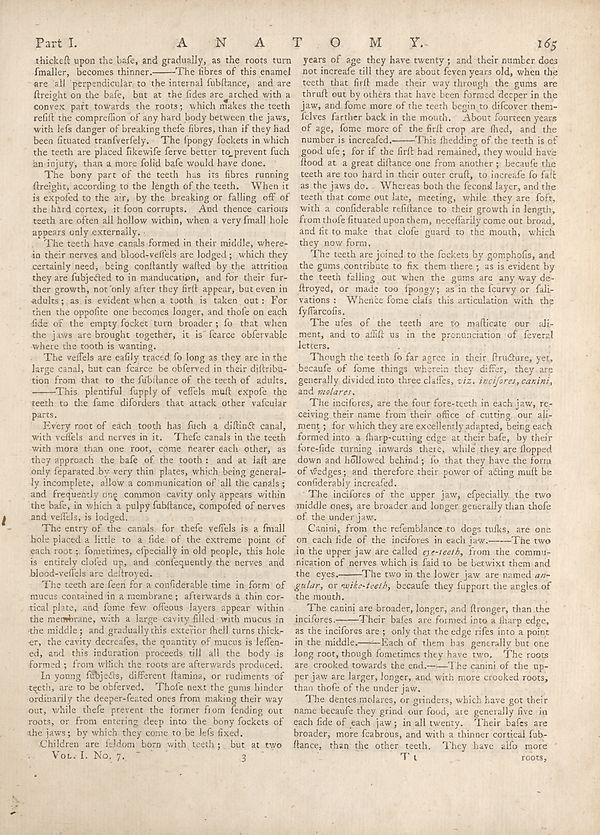 Part I. A N A T O M Y. 165
thickeſt upon the baſe, and gradually, as the roots turn
ſmaller, becomes thinner.——The fibres of this enamel
are all perpendicular to the internal ſubſtance, and are
ſtreight on the baſe, but at the ſides are arched with a
convex part towards the roots; which makes the teeth
reſiſt the compreſſion of any hard body between the jaws,
with leſs danger of breaking theſe fibres, than if they had
been ſituated tranſverſely. The ſpongy ſockets in which
the teeth are placed likewiſe ſerve better to prevent ſuch
an injury, than a more ſolid baſe would have done.
The bony part of the teeth has its fibres running
ſtreight, according to the length of the teeth. When it
is expoſed to the air, by the breaking or falling off of
the hard cortex, it ſoon corrupts. And thence carious
teeth are often all hollow within, when a very ſmall hole
appears only externally.
The teeth have canals formed in their middle, where-
in their nerves and blood-veſſels are lodged; which they
certainly need, being conſtantly waſted by the attrition
they are ſubjected to in manducation, and for their fur-
ther growth, not only after they firſt appear, but even in
adults; as is evident when a tooth is taken out: For
then the oppoſite one becomes longer, and thoſe on each
ſide of the empty ſocket turn broader; ſo that when
the jaws are brought together, it is ſcarce obſervable
where the tooth is wanting.
The veſſels are eaſily traced ſo long as they are in the
large canal, but can ſcarce be obſerved in their diſtribu-
tion from that to the ſubſtance of the teeth of adults.
——This plentiful ſupply of veſſels muſt expoſe the
teeth to the ſame diſorders that attack other vaſcular
parts.
Every root of each tooth has ſuch a diſtinct canal,
with veſſels and nerves in it. Theſe canals in the teeth
with more than one root, come nearer each other, as
they approach the baſe of the tooth: and at laſt are
only ſeparated by very thin plates, which being general-
ly incomplete, allow a communication of all the canals;
and frequently one common cavity only appears within
the baſe, in which a pulpy ſubſtance, compoſed of nerves
and veſſels, is lodged.
The entry of the canals for theſe veſſels is a ſmall
hole placed a little to a ſide of the extreme point of
each root; ſometimes, eſpecially in old people, this hole
is entirely cloſed up, and conſequently the nerves and
blood-veſſels are deſtroyed.
The teeth are ſeen for a conſiderable time in form of
mucus contained in a membrane; afterwards a thin cor-
tical plate, and ſome few oſſeous layers appear within
the membrane, with a large cavity filled with mucus in
the middle; and gradually this exterior ſhell turns thick-
er, the cavity decreaſes, the quantity of mucus is leſſen-
ed, and this induration proceeds till all the body is
formed; from which the roots are afterwards produced.
In young ſubjects, different ſtamina, or rudiments of
teeth, are to be obſerved. Thoſe next the gums hinder
ordinarily the deeper-ſeated ones from making their way
out, while theſe prevent the former from ſending out
roots, or from entering deep into the bony ſockets of
the jaws; by which they come to be leſs fixed.
Children are ſeldom born with teeth; but at two
Vol. I. No. 7. 3
years of age they have twenty; and their number does
not increaſe till they are about ſeven years old, when the
teeth that firſt made their way through the gums are
thruſt out by others that have been formed deeper in the
jaw, and ſome more of the teeth begin to diſcover them-
ſelves farther back in the mouth. About fourteen years
of age, ſome more of the firſt crop are ſhed, and the
number is increaſed.——This ſhedding of the teeth is of
good uſe; for if the firſt had remained, they would have
ſtood at a great diſtance one from another; becauſe the
teeth are too hard in their outer cruſt, to increaſe ſo faſt
as the jaws do. Whereas both the ſecond layer, and the
teeth that come out late, meeting, while they are ſoft,
with a conſiderable reſiſtance to their growth in length,
from thoſe ſituated upon them, neceſſarily come out broad,
and fit to make that cloſe guard to the mouth, which
they now form.
The teeth are joined to the ſockets by gomphoſis, and
the gums contribute to fix them there; as is evident by
the teeth falling out when the gums are any way de-
ſtroyed, or made too ſpongy; as in the ſcurvy or ſali-
vations: Whence ſome claſs this articulation with the
ſyſſarcoſis.
The uſes of the teeth are to maſticate our ali-
ment, and to aſſiſt us in the pronunciation of ſeveral
letters.
Though the teeth ſo far agree in their ſtructure, yet,
becauſe of ſome things wherein they differ, they are
generally divided into three claſſes, viz. inciſores, canini,
and molares.
The inciſores, are the four fore-teeth in each jaw, re-
ceiving their name from their office of cutting our ali-
ment; for which they are excellently adapted, being each
formed into a ſharp-cutting edge at their baſe, by their
fore-ſide turning inwards there, while they are ſlopped
down and hollowed behind; ſo that they have the form
of wedges; and therefore their power of acting muſt be
conſiderably increaſed.
The inciſores of the upper jaw, eſpecially the two
middle ones, are broader and longer generally than thoſe
of the under jaw.
Canini, from the reſemblance to dogs tuſks, are one
on each ſide of the inciſores in each jaw.——The two
in the upper jaw are called eye-teeth, from the commu-
nication of nerves which is ſaid to be betwixt them and
the eyes.——The two in the lower jaw are named an-
gular, or wike-teeth, becauſe they ſupport the angles of
the mouth.
The canini are broader, longer, and ſtronger, than the
inciſores.——Their baſes are formed into a ſharp edge,
as the inciſores are; only that the edge riſes into a point
in the middle.——Each of them has generally but one
long root, though ſometimes they have two. The roots
are crooked towards the end.——The canini of the up-
per jaw are larger, longer, and with more crooked roots,
than thoſe of the under jaw.
The dentes molares, or grinders, which have got their
name becauſe they grind our food, are generally five in
each ſide of each jaw; in all twenty. Their baſes are
broader, more ſcabrous, and with a thinner cortical ſub-
ſtance, than the other teeth. They have alſo more
T t roots,